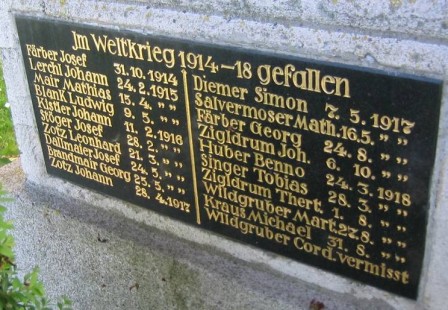 Jm Weltkrieg 1914–18 gefallen
Färber Josef 31.10.1914
Lerchl Johann 24.2.1915
Mair Mathias 15. 4. " "
Blank Ludwig 9. 5. " "
Kistler Johann 11. 2.1916
Stöger Josef 28. 2. " "
Zotz Leonhard 21. 3. " "
Dallmaier Josef 24. 5. " "
Brandmair Georg 25. 5. " "
Zotz Johann 28. 4.1917
Diemer Simon 7. 5. 1917
Salvermoser Math. 16.5. " "
Färber Georg 24. 8. " "
Zigldrum Joh. 6. 10. " "
Huber Benno 24. 3. 1918
Singer Tobias 28. 3. " "
Zigldrum Thert. 1. 8. " "
Wildgruber Mart. 27.8. " "
Kraus Michael 31. 8. " "
Wildgruber Cord. vermisst